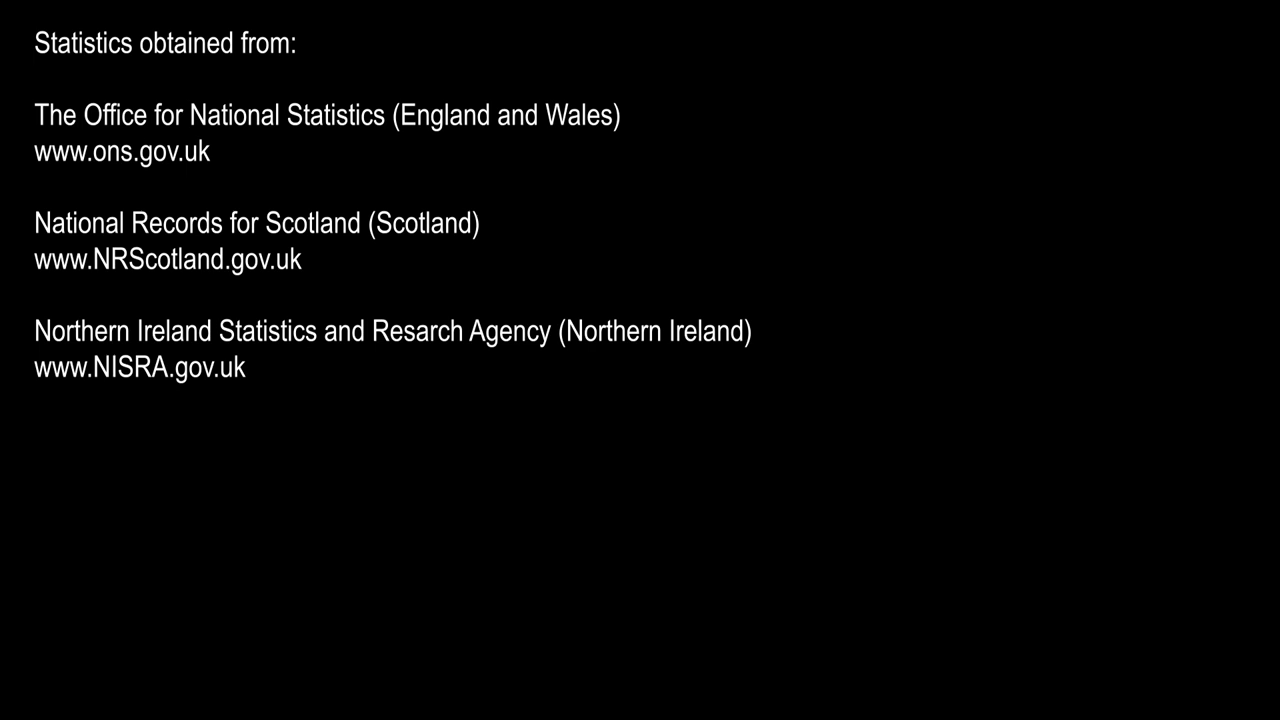 Statistics obtained from:
The Office for National Statistics (England and Wales)
www.ons.gov.uk
National Records for Scotland (Scotland)
www.NRScotland.gov.uk
Northern Ireland Statistics and Resarch Agency (Northern Ireland)
www.NISRA.gov.uk